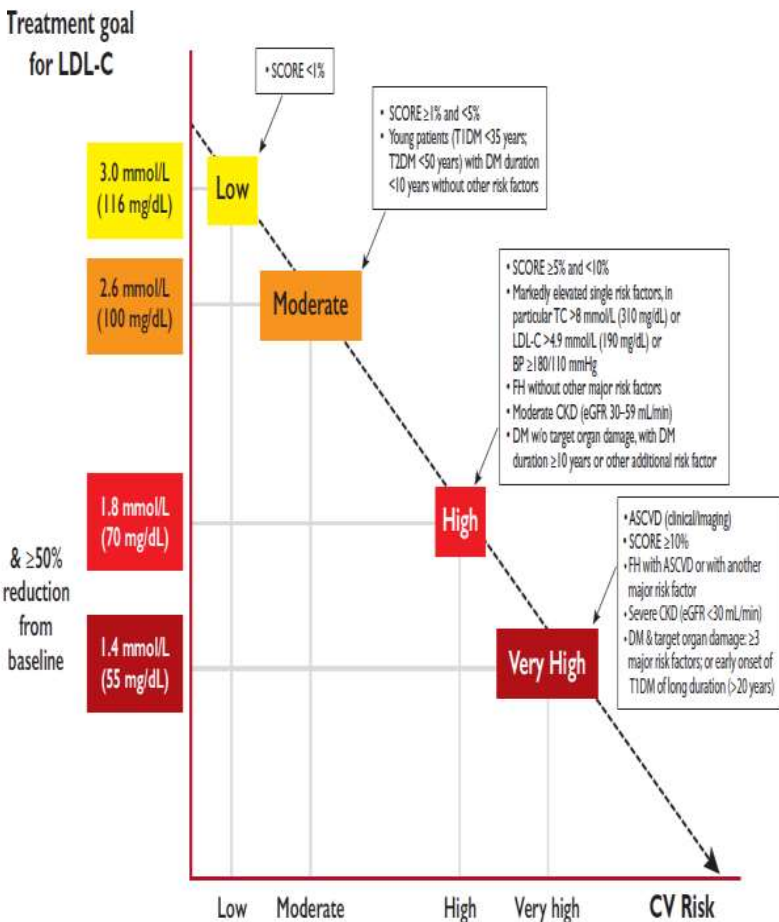 Treatment goal
for LDL-C
• SCORE <1%
• SCORE ≥1% and <5%
• Young patients (T1DM <35 years;
T2DM <50 years) with DM duration
<10 years without other risk factors
3.0 mmol/L
(116 mg/dL)
Low
2.6 mmol/L
(100 mg/dL)
Moderate
• SCORE ≥5% and <10%
• Markedly elevated single risk factors, in
particular TC >8 mmol/L (310 mg/dL) or
LDL-C >4.9 mmol/L (190 mg/dL) or
BP ≥180/110 mmHg
• FH without other major risk factors
• Moderate CKD (eGFR 30–59 mL/min)
• DM w/o target organ damage, with DM
duration ≥10 years or other additional risk factor
1.8 mmol/L
(70 mg/dL)
High
• ASCVD (clinical/imaging)
• SCORE ≥10%
• FH with ASCVD or with another
major risk factor
• Severe CKD (eGFR <30 mL/min)
• DM & target organ damage: ≥3
major risk factors; or early onset of
T1DM of long duration (>20 years)
& ≥50%
reduction
from
baseline
1.4 mmol/L
(55 mg/dL)
Very High
Low Moderate High Very high CV Risk